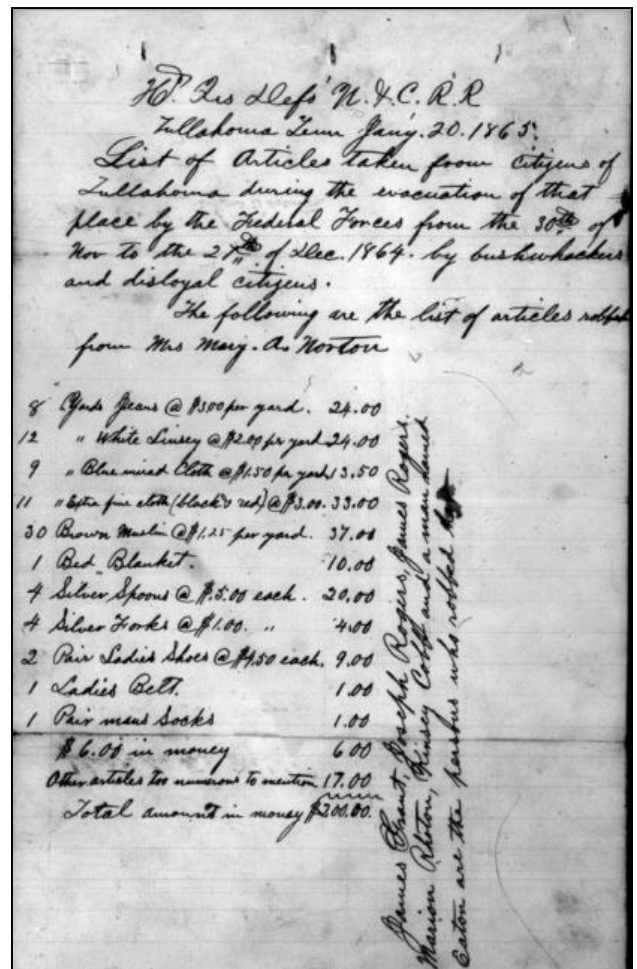 Hd. Qrs Defs' N. & C. R. R
Tullahoma Tenn Jany. 20. 1865.
List of Articles taken from citizens of
Tullahoma during the evacuation of that
place by the Federal Forces from the 30th of
Nov to the of Dec. 1864. by bushwhackers
and disloyal citizens.
The following are the list of articles
from Mrs Mary. A. Norton
8 Yards Jeans @ $3.00 per yard. 24.00
12 " White Linsey @ $2.00 pr yard 24.00
9 " Blue mixed Cloth @ $1.50 pr yard 13.50
11 " Extra fine cloth (black & red) @ $3.00. 33.00
30 Brown Muslin @ $1.25 per yard. 37.00
1 Bed Blanket. 10.00
4 Silver Spoons @ $5.00 each. 20.00
4 Silver Forks @ $1.00. " 4.00
2 Pair Ladies Shoes @ $4.50 each. 9.00
1 Ladies Belt. 1.00
1 Pair mans Socks 1.00
$6.00 in money 6 00
Other articles too numerous to mention 17.00
Total amount in money $200.00.
James Grant, Joseph Rogers, James Rogers.
Marion, Kinsey Cobb and a man named
Eaton are the persons who robbed